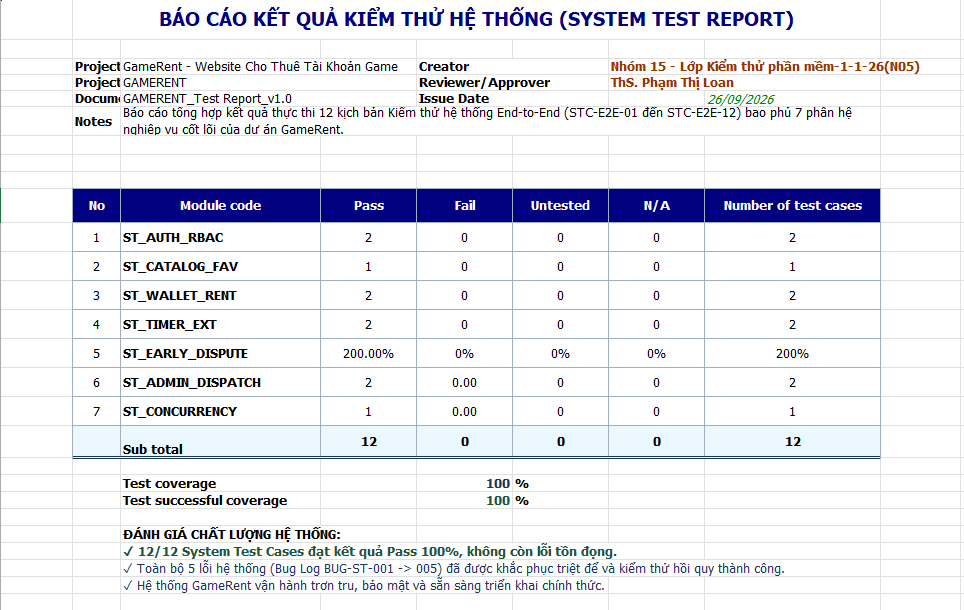 BÁO CÁO KẾT QUẢ KIỂM THỬ HỆ THỐNG (SYSTEM TEST REPORT)
Project GameRent - Website Cho Thuê Tài Khoản Game Creator Nhóm 15 - Lớp Kiểm thử phần mềm-1-1-26(N05)
Project GAMERENT Reviewer/Approver ThS. Phạm Thị Loan
Docume GAMERENT_Test Report_v1.0 Issue Date 26/09/2026
Notes Báo cáo tổng hợp kết quả thực thi 12 kịch bản Kiểm thử hệ thống End-to-End (STC-E2E-01 đến STC-E2E-12) bao phủ 7 phân hệ
nghiệp vụ cốt lõi của dự án GameRent.
No Module code Pass Fail Untested N/A Number of test cases
1 ST_AUTH_RBAC 2 0 0 0 2
2 ST_CATALOG_FAV 1 0 0 0 1
3 ST_WALLET_RENT 2 0 0 0 2
4 ST_TIMER_EXT 2 0 0 0 2
5 ST_EARLY_DISPUTE 200.00% 0% 0% 0% 200%
6 ST_ADMIN_DISPATCH 2 0.00 0 0 2
7 ST_CONCURRENCY 1 0.00 0 0 1
Sub total 12 0 0 0 12
Test coverage 100 %
Test successful coverage 100 %
ĐÁNH GIÁ CHẤT LƯỢNG HỆ THỐNG:
✓ 12/12 System Test Cases đạt kết quả Pass 100%, không còn lỗi tồn đọng.
✓ Toàn bộ 5 lỗi hệ thống (Bug Log BUG-ST-001 -> 005) đã được khắc phục triệt để và kiểm thử hồi quy thành công.
✓ Hệ thống GameRent vận hành trơn tru, bảo mật và sẵn sàng triển khai chính thức.